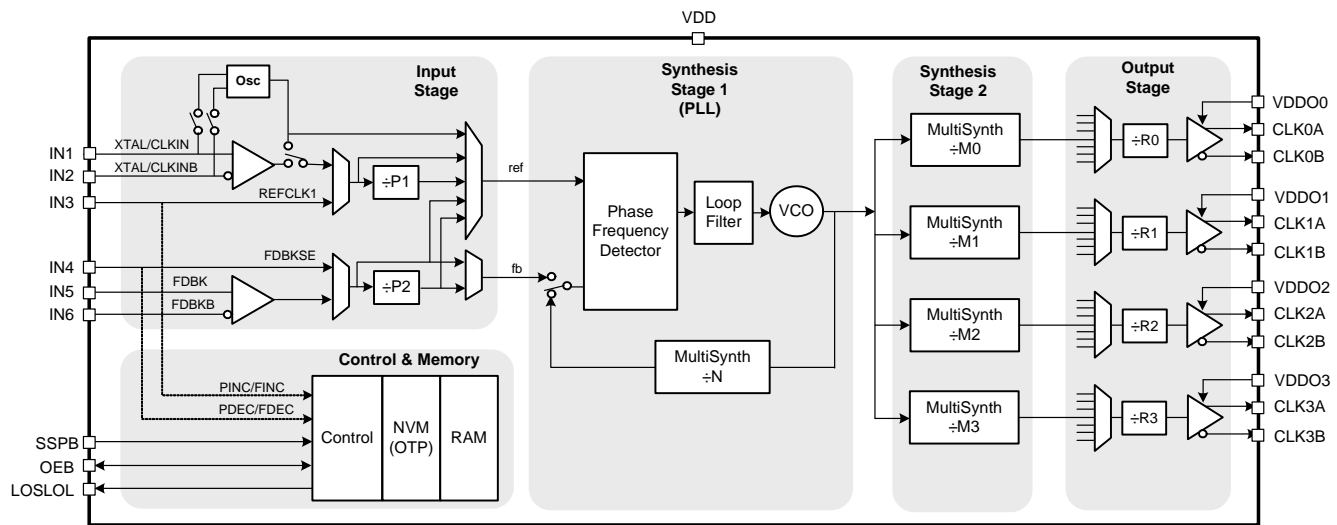 VDD
Input
Stage
Synthesis
Stage 1
(PLL)
Synthesis
Stage 2
Output
Stage
Osc
IN1
XTAL/CLKIN
IN2
XTAL/CLKINB
IN3
REFCLK1
÷P1
ref
IN4
FDBKSE
IN5
FDBK
IN6
FDBKB
÷P2
fb
Phase
Frequency
Detector
Loop
Filter
VCO
MultiSynth
÷N
MultiSynth
÷M0
MultiSynth
÷M1
MultiSynth
÷M2
MultiSynth
÷M3
÷R0
÷R1
÷R2
÷R3
VDDO0
CLK0A
CLK0B
VDDO1
CLK1A
CLK1B
VDDO2
CLK2A
CLK2B
VDDO3
CLK3A
CLK3B
Control & Memory
PINC/FINC
PDEC/FDEC
SSPB
OEB
LOSLOL
Control
NVM
(OTP)
RAM